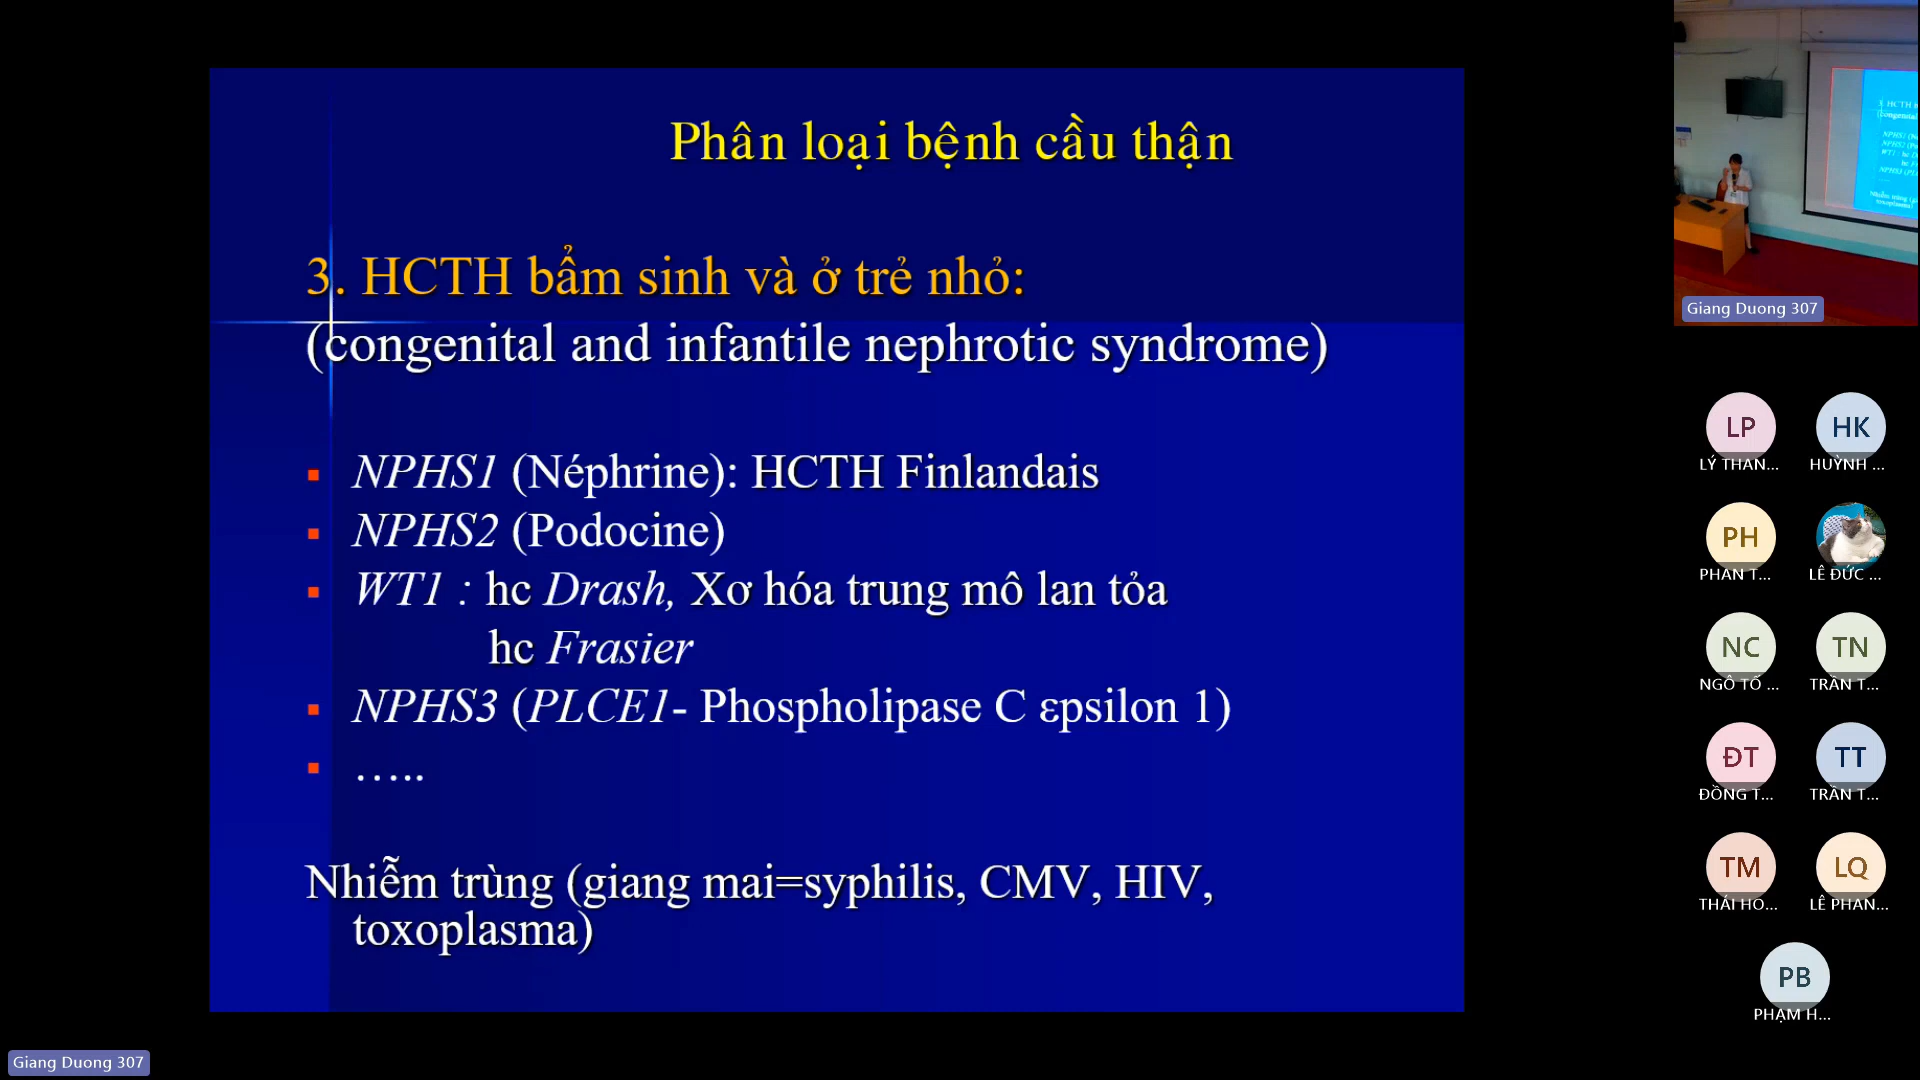 Phân loại bệnh cầu thận
3. HCTH bẩm sinh và ở trẻ nhỏ:
(congenital and infantile nephrotic syndrome)
▪ NPHS1 (Néphrine): HCTH Finlandais
▪ NPHS2 (Podocine)
▪ WT1 : hc Drash, Xơ hóa trung mô lan tỏa
hc Frasier
▪ NPHS3 (PLCE1- Phospholipase C εpsilon 1)
▪ …..
Nhiễm trùng (giang mai=syphilis, CMV, HIV,
toxoplasma)
Giang Duong 307
Giang Duong 307
LP
LÝ THAN...
HK
HUỲNH ...
PH
PHAN T...
LÊ ĐỨC ...
NC
NGÔ TỐ ...
TN
TRẦN T...
ĐT
ĐỒNG T...
TT
TRẦN T...
TM
THÁI HO...
LQ
LÊ PHAN...
PB
PHẠM H...